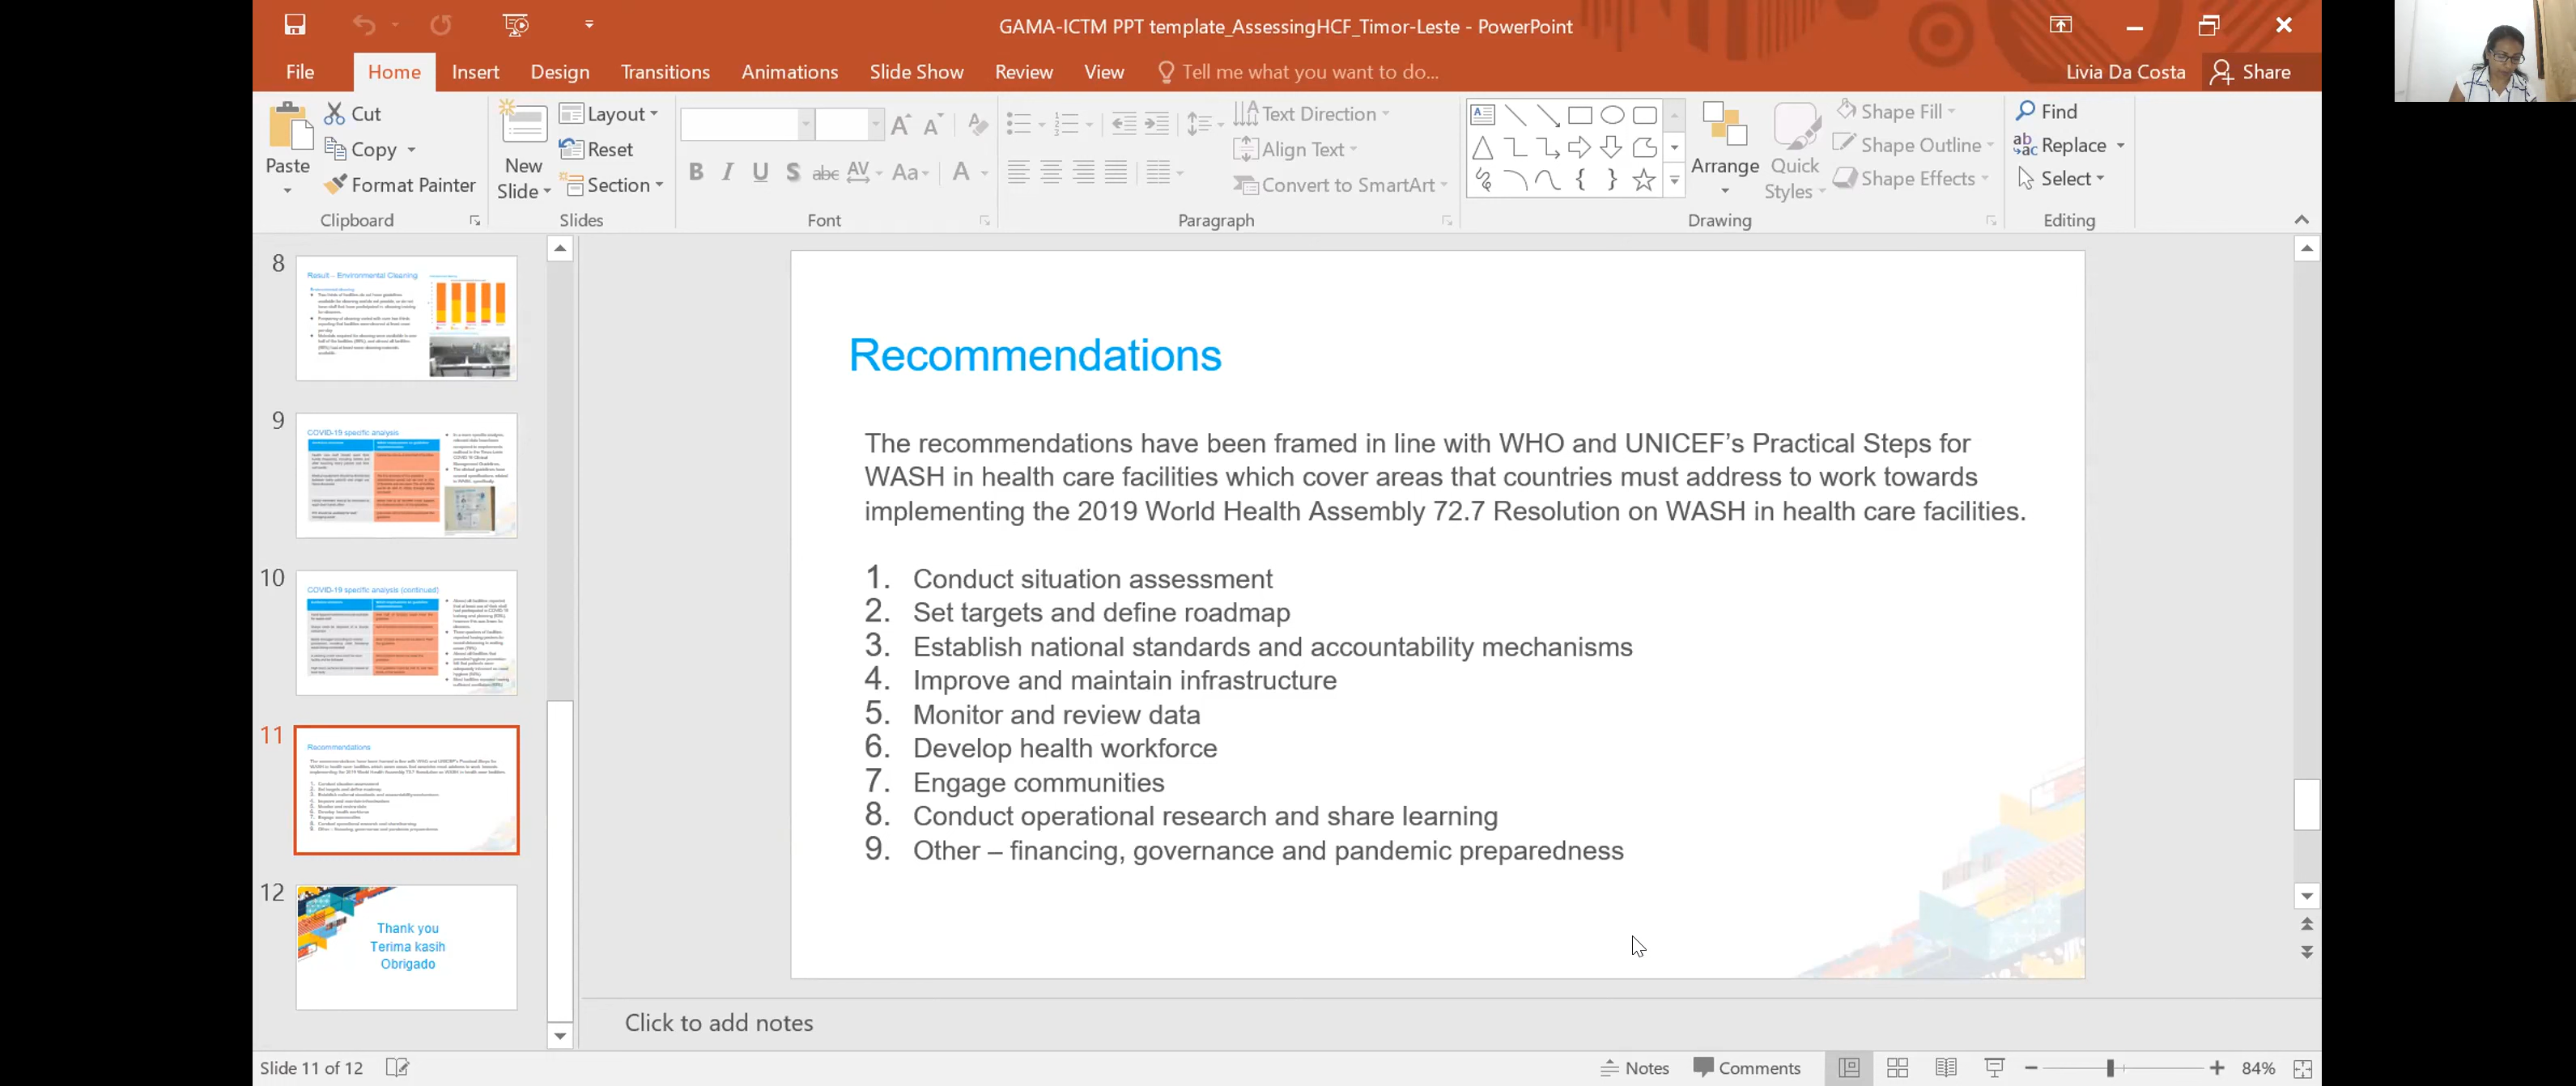 GAMA-ICTM PPT template_AssessingHCF_Timor-Leste - PowerPoint
File Home Insert Design Transitions Animations Slide Show Review View Tell me what you want to do... Livia Da Costa Share
Paste
Cut
Copy
Format Painter
Clipboard
New Slide
Layout
Reset
Section
Slides
B I U S abc AV Aa A
Font
Text Direction
Align Text
Convert to SmartArt
Paragraph
Arrange
Quick Styles
Shape Fill
Shape Outline
Shape Effects
Drawing
Find
Replace
Select
Editing
8
Result – Environmental Cleaning
9
COVID-19 specific analysis
10
COVID-19 specific analysis (continued)
11
Recommendations
12
Thank you
Terima kasih
Obrigado
Recommendations
The recommendations have been framed in line with WHO and UNICEF’s Practical Steps for
WASH in health care facilities which cover areas that countries must address to work towards
implementing the 2019 World Health Assembly 72.7 Resolution on WASH in health care facilities.
1. Conduct situation assessment
2. Set targets and define roadmap
3. Establish national standards and accountability mechanisms
4. Improve and maintain infrastructure
5. Monitor and review data
6. Develop health workforce
7. Engage communities
8. Conduct operational research and share learning
9. Other – financing, governance and pandemic preparedness
Click to add notes
Slide 11 of 12 Notes Comments 84%